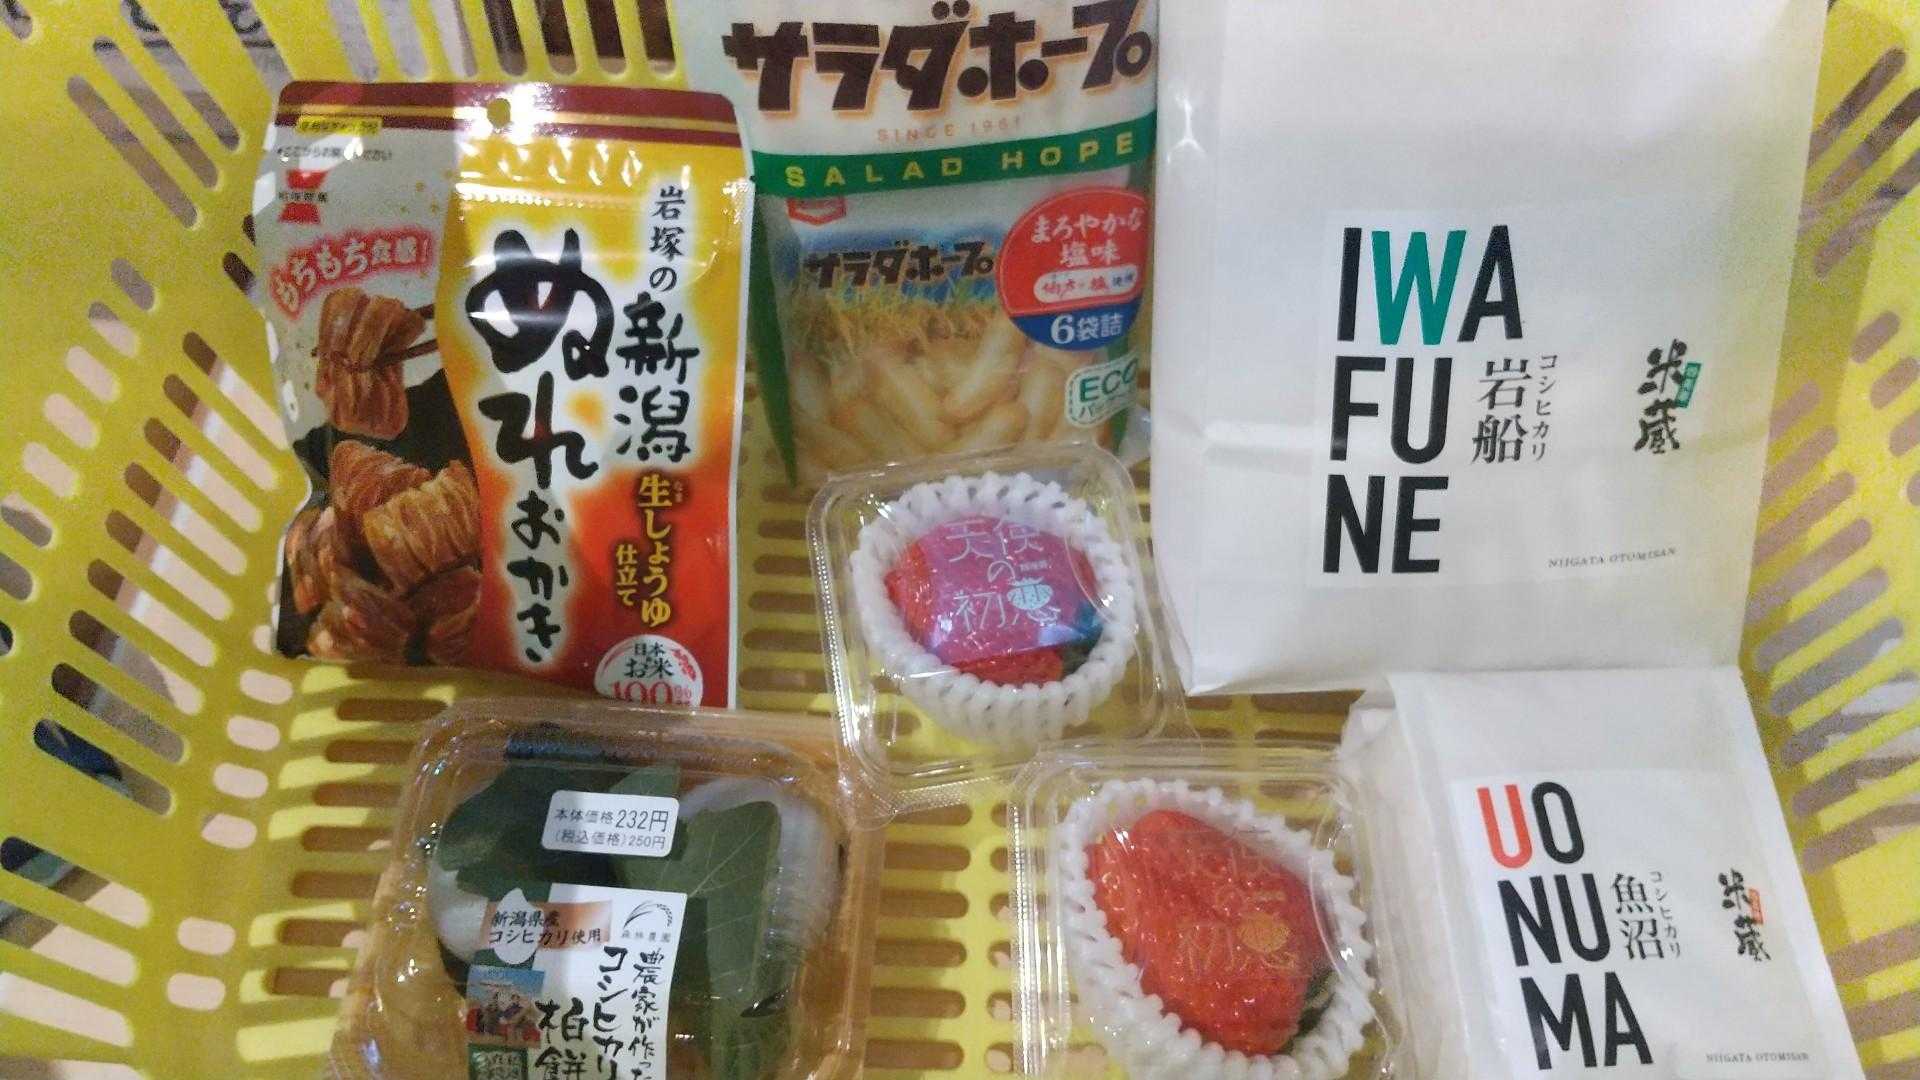 サラダホープ
SINCE 1961
SALAD HOPE
サラダホープ
まろやかな
塩味
6袋詰
ECO
もちもち食感!
岩塚の
新潟
ぬれ
おかき
生しょうゆ
なま
仕立て
日本
お米
100%
IWA
FU
NE
岩船
コシヒカリ
米蔵
NIIGATA OTOMISAN
天使
の
初恋
天使
の
初恋
本体価格232円
(税込価格)250円
新潟県産
コシヒカリ使用
農家が作った
コシヒカリ
柏餅
UO
NU
MA
魚沼
コシヒカリ
米蔵
NIIGATA OTOMISAN